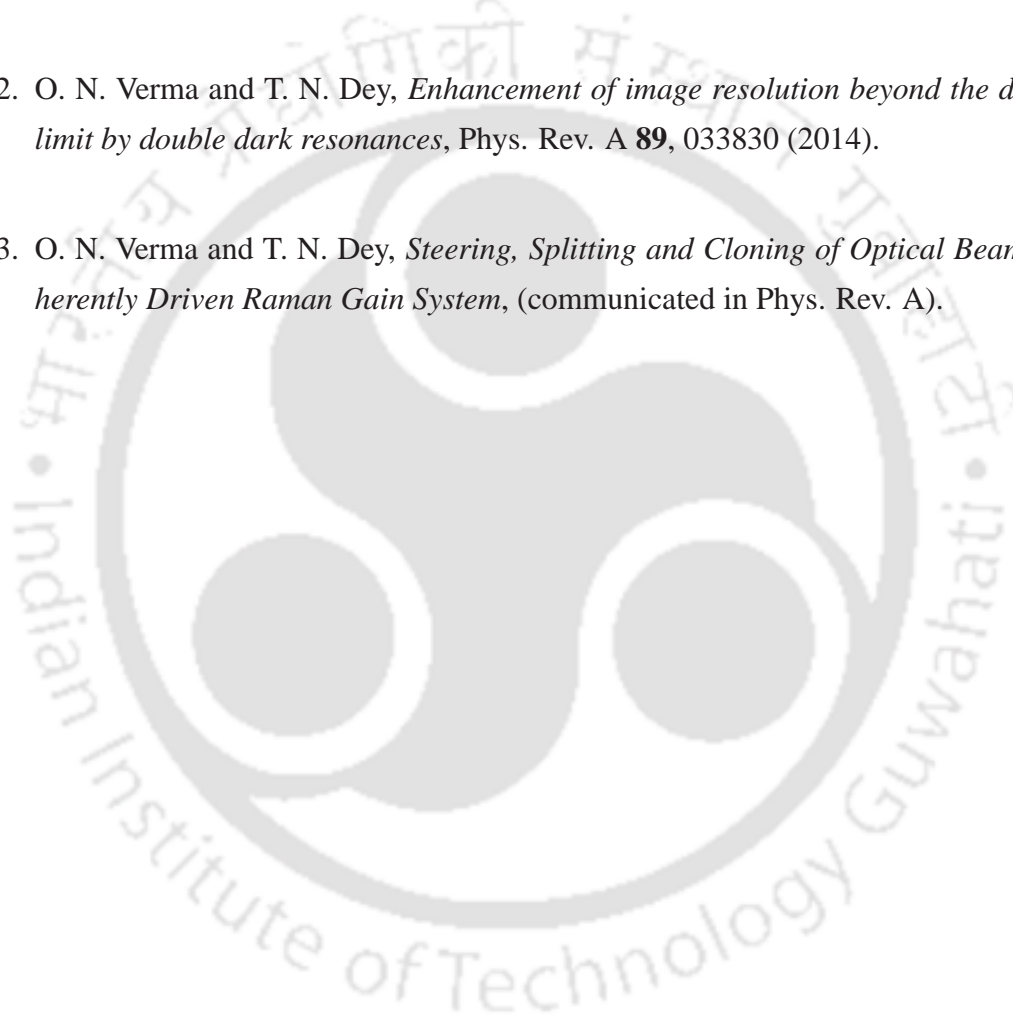 2. O. N. Verma and T. N. Dey, Enhancement of image resolution beyond the d
limit by double dark resonances, Phys. Rev. A 89, 033830 (2014).
3. O. N. Verma and T. N. Dey, Steering, Splitting and Cloning of Optical Bean
herently Driven Raman Gain System, (communicated in Phys. Rev. A).
भारतीय प्रौद्योगिकी संस्थान गुवाहाटी
• Indian Institute of Technology Guwahati •